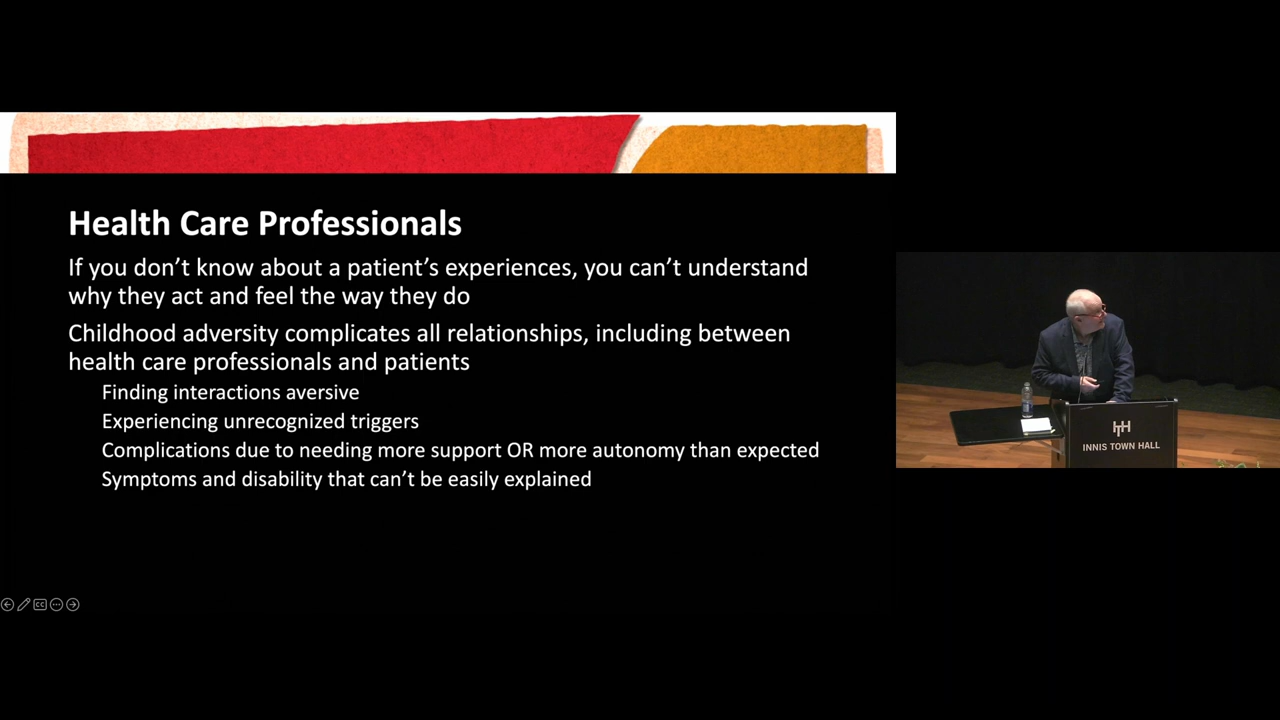 Health Care Professionals
If you don't know about a patient's experiences, you can't understand
why they act and feel the way they do
Childhood adversity complicates all relationships, including between
health care professionals and patients
Finding interactions aversive
Experiencing unrecognized triggers
Complications due to needing more support OR more autonomy than expected
Symptoms and disability that can't be easily explained
INNIS TOWN HALL